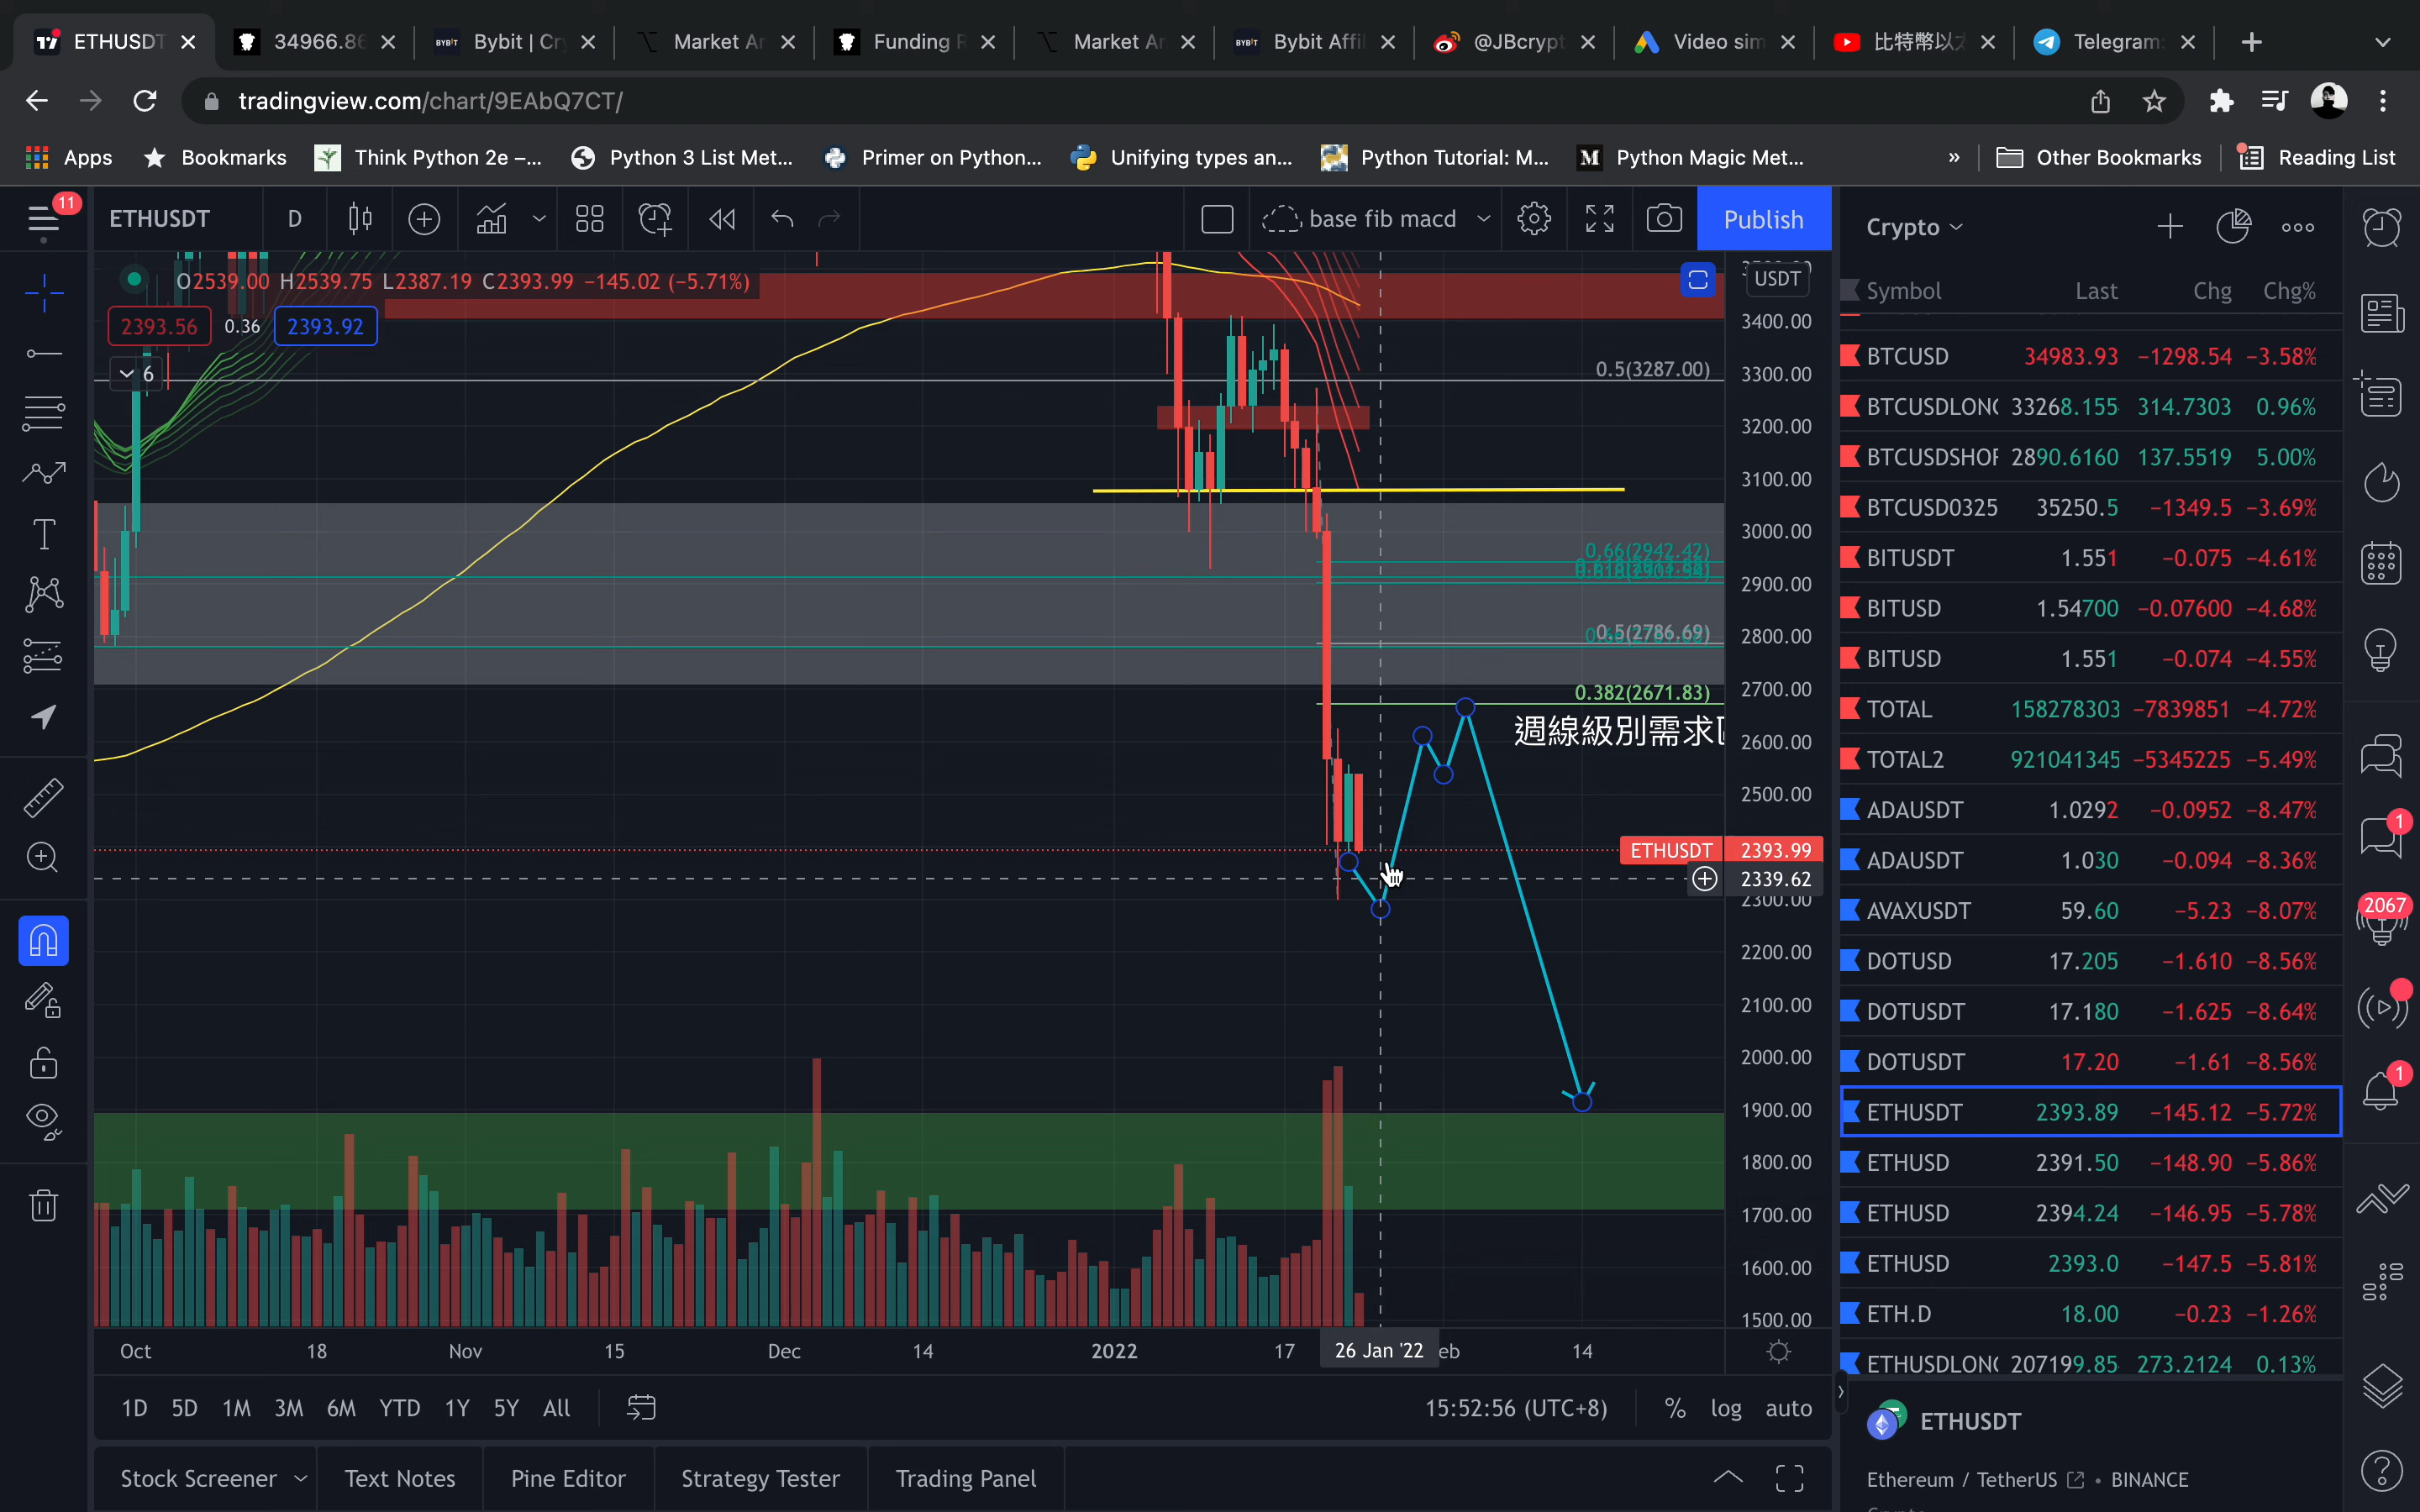 ETHUSDT
34966.86
Bybit | Cr
Market Ar
Funding R
Market Ar
Bybit Affil
@JBcrypt
Video sim
比特幣以太
Telegram
tradingview.com/chart/9EAbQ7CT/
Apps
Bookmarks
Think Python 2e –...
Python 3 List Met...
Primer on Python...
Unifying types an...
Python Tutorial: M...
Python Magic Met...
»
Other Bookmarks
Reading List
11
ETHUSDT
D
base fib macd
Publish
O2539.00 H2539.75 L2387.19 C2393.99 −145.02 (−5.71%)
2393.56 0.36 2393.92
6
USDT
3400.00
3300.00
3200.00
3100.00
3000.00
2900.00
2800.00
2700.00
2600.00
2500.00
2300.00
2200.00
2100.00
2000.00
1900.00
1800.00
1700.00
1600.00
1500.00
0.5(3287.00)
0.66(2942.42)
0.5(2786.69)
0.382(2671.83)
週線級別需求
ETHUSDT 2393.99
2339.62
Oct 18 Nov 15 Dec 14 2022 17 26 Jan '22 eb 14
1D 5D 1M 3M 6M YTD 1Y 5Y All
15:52:56 (UTC+8) % log auto
Stock Screener Text Notes Pine Editor Strategy Tester Trading Panel
Crypto
Symbol Last Chg Chg%
BTCUSD 34983.93 −1298.54 −3.58%
BTCUSDLON 33268.155 314.7303 0.96%
BTCUSDSHOR 2890.6160 137.5519 5.00%
BTCUSD0325 35250.5 −1349.5 −3.69%
BITUSDT 1.551 −0.075 −4.61%
BITUSD 1.54700 −0.07600 −4.68%
BITUSD 1.551 −0.074 −4.55%
TOTAL 158278303 −7839851 −4.72%
TOTAL2 921041345 −5345225 −5.49%
ADAUSDT 1.0292 −0.0952 −8.47%
ADAUSDT 1.030 −0.094 −8.36%
AVAXUSDT 59.60 −5.23 −8.07%
DOTUSD 17.205 −1.610 −8.56%
DOTUSDT 17.180 −1.625 −8.64%
DOTUSDT 17.20 −1.61 −8.56%
ETHUSDT 2393.89 −145.12 −5.72%
ETHUSD 2391.50 −148.90 −5.86%
ETHUSD 2394.24 −146.95 −5.78%
ETHUSD 2393.0 −147.5 −5.81%
ETH.D 18.00 −0.23 −1.26%
ETHUSDLON 207199.85 273.2124 0.13%
ETHUSDT
Ethereum / TetherUS • BINANCE
1
2067
1